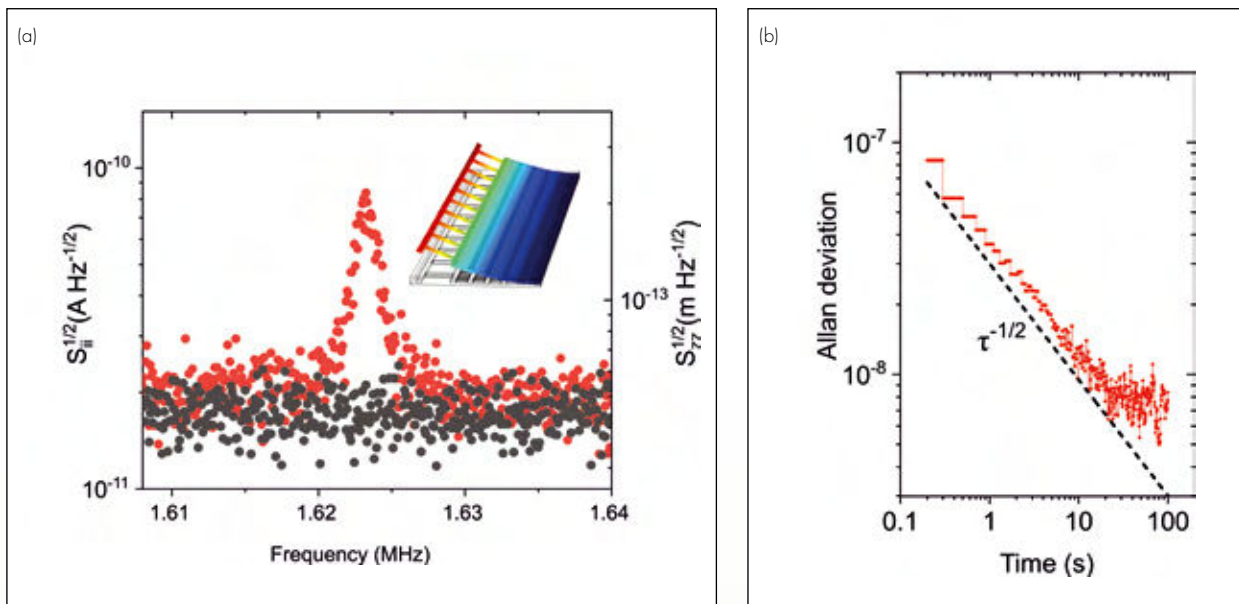 (a)
10^-10
10^-11
S_ii^1/2(A Hz^-1/2)
10^-13
S_zz^1/2(m Hz^-1/2)
1.61 1.62 1.63 1.64
Frequency (MHz)
(b)
10^-7
10^-8
Allan deviation
τ^-1/2
0.1 1 10 100
Time (s)